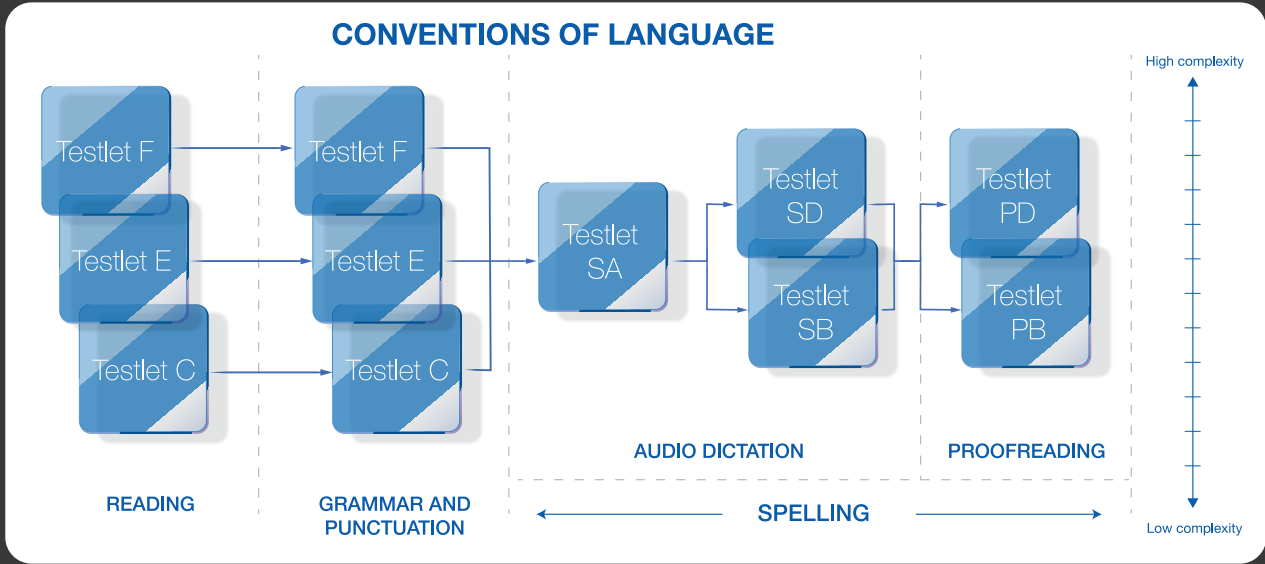 CONVENTIONS OF LANGUAGE
High complexity
Testlet F
Testlet F
Testlet
SD
Testlet
PD
Testlet
SA
Testlet E
Testlet E
Testlet
SB
Testlet
PB
Testlet C
Testlet C
AUDIO DICTATION
PROOFREADING
READING
GRAMMAR AND
PUNCTUATION
SPELLING
Low complexity